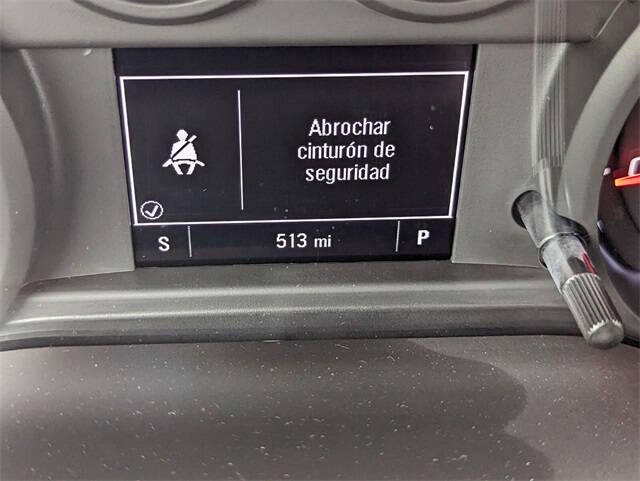 Abrochar
cinturón de
seguridad
S 513 mi P